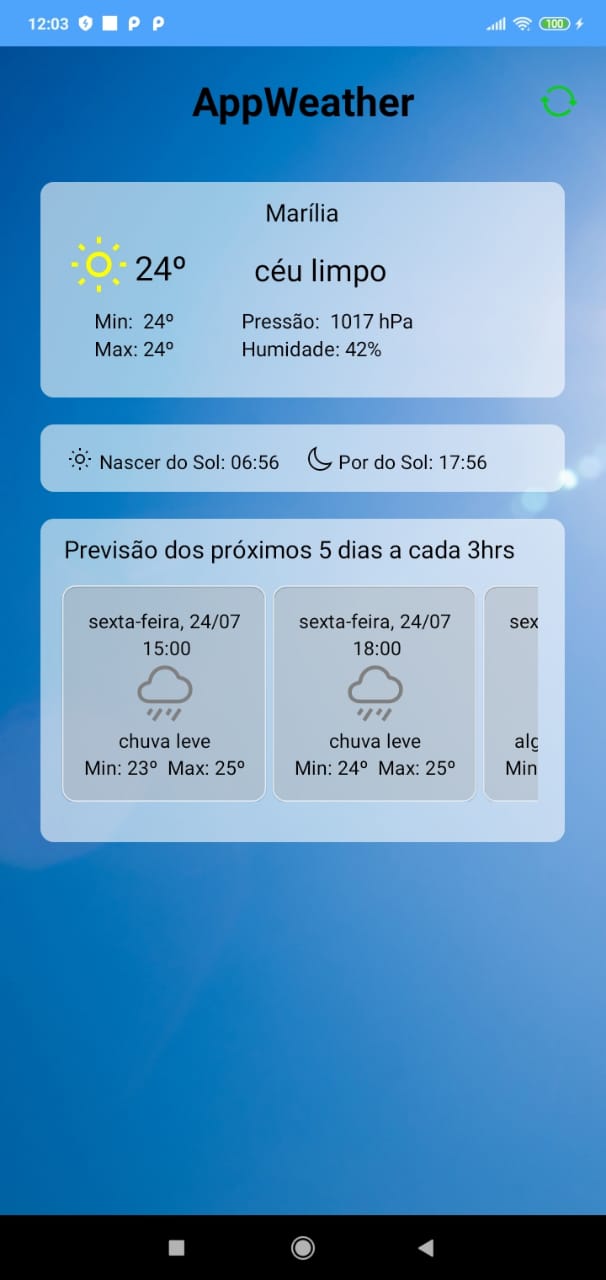 12:03 100
AppWeather
Marília
24º céu limpo
Min: 24º Pressão: 1017 hPa
Max: 24º Humidade: 42%
Nascer do Sol: 06:56 Por do Sol: 17:56
Previsão dos próximos 5 dias a cada 3hrs
sexta-feira, 24/07
15:00
chuva leve
Min: 23º Max: 25º
sexta-feira, 24/07
18:00
chuva leve
Min: 24º Max: 25º
sex
alg
Min